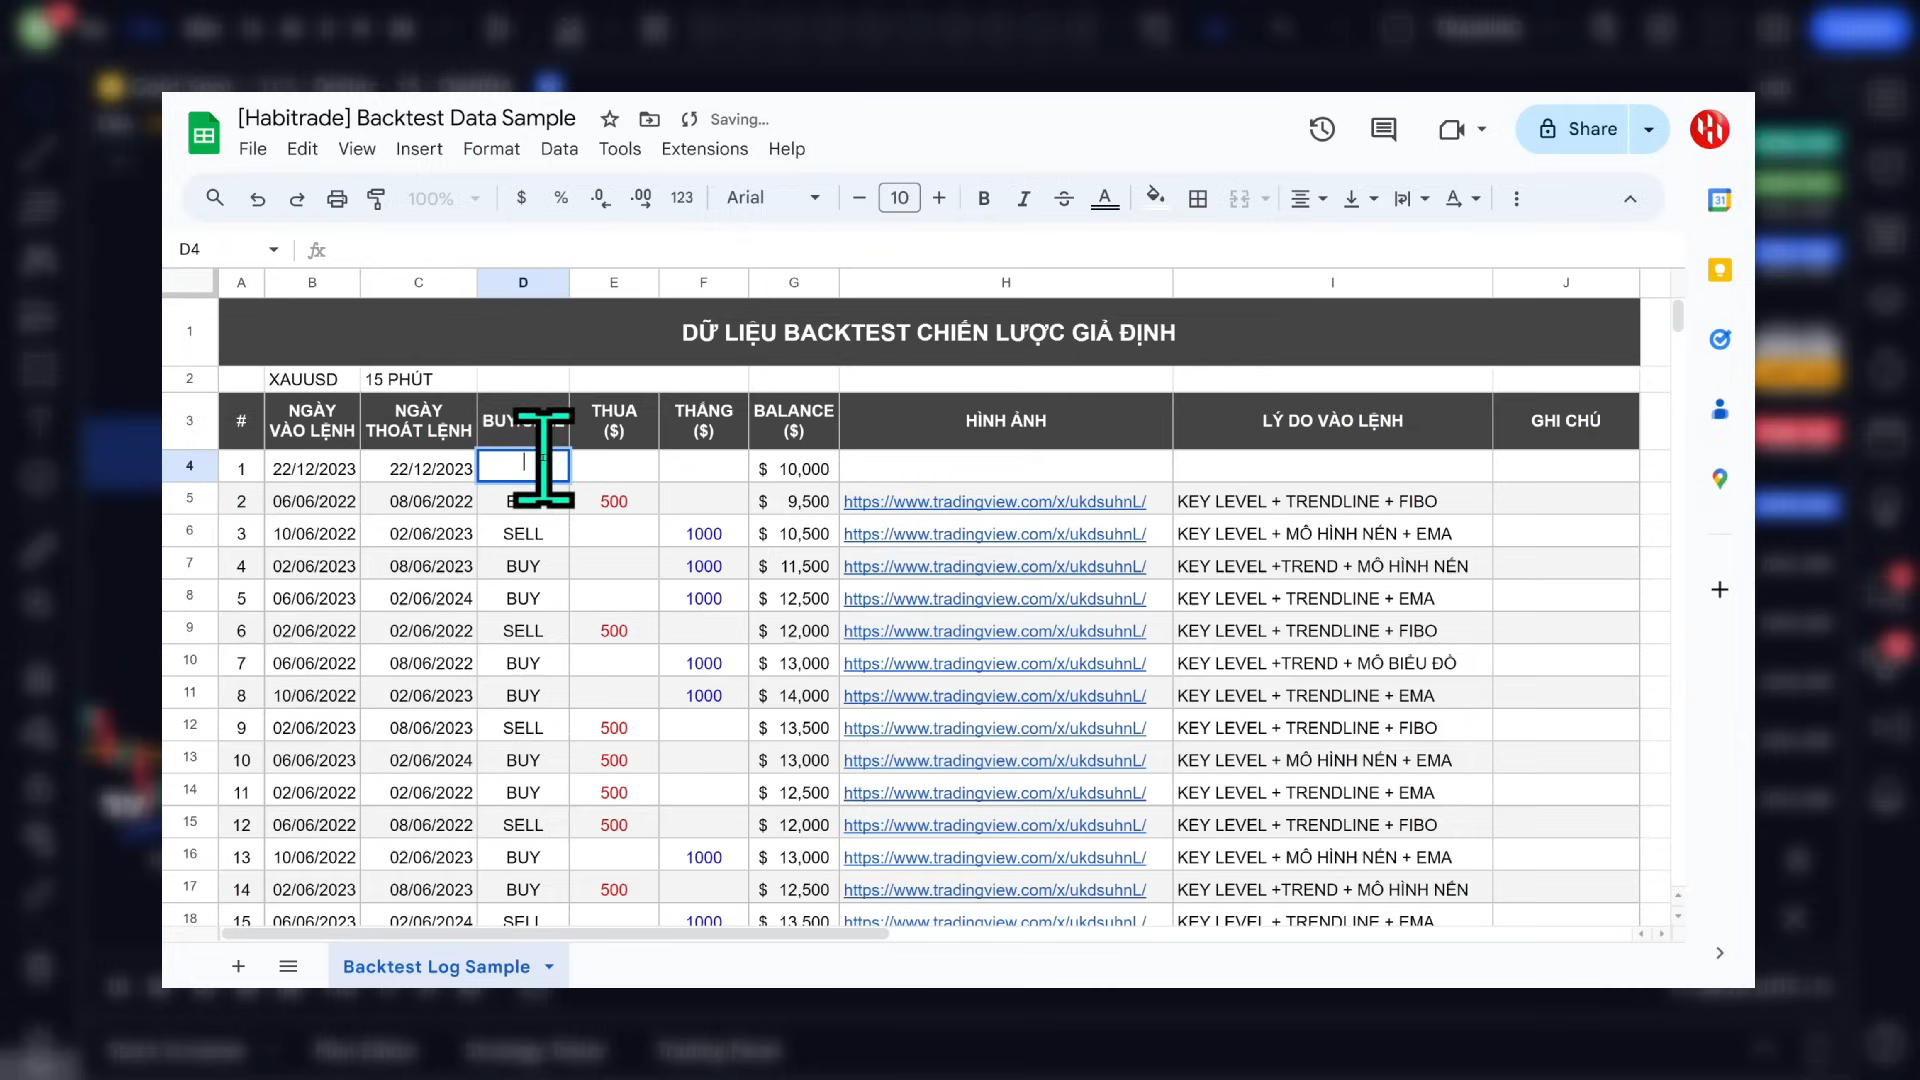 [Habitrade] Backtest Data Sample Saving...
File Edit View Insert Format Data Tools Extensions Help Share
100% $ % .0 .00 123 Arial 10 B I A A
31
D4 fx
A B C D E F G H I J
1 DỮ LIỆU BACKTEST CHIẾN LƯỢC GIẢ ĐỊNH
2 XAUUSD 15 PHÚT
3 # NGÀY VÀO LỆNH NGÀY THOÁT LỆNH BUY THUA ($) THẮNG ($) BALANCE ($) HÌNH ẢNH LÝ DO VÀO LỆNH GHI CHÚ
4 1 22/12/2023 22/12/2023 $ 10,000
5 2 06/06/2022 08/06/2022 500 $ 9,500 https://www.tradingview.com/x/ukdsuhnL/ KEY LEVEL + TRENDLINE + FIBO
6 3 10/06/2022 02/06/2023 SELL 1000 $ 10,500 https://www.tradingview.com/x/ukdsuhnL/ KEY LEVEL + MÔ HÌNH NẾN + EMA
7 4 02/06/2023 08/06/2023 BUY 1000 $ 11,500 https://www.tradingview.com/x/ukdsuhnL/ KEY LEVEL +TREND + MÔ HÌNH NẾN
8 5 06/06/2023 02/06/2024 BUY 1000 $ 12,500 https://www.tradingview.com/x/ukdsuhnL/ KEY LEVEL + TRENDLINE + EMA
9 6 02/06/2022 02/06/2022 SELL 500 $ 12,000 https://www.tradingview.com/x/ukdsuhnL/ KEY LEVEL + TRENDLINE + FIBO
10 7 06/06/2022 08/06/2022 BUY 1000 $ 13,000 https://www.tradingview.com/x/ukdsuhnL/ KEY LEVEL +TREND + MÔ BIỂU ĐỒ
11 8 10/06/2022 02/06/2023 BUY 1000 $ 14,000 https://www.tradingview.com/x/ukdsuhnL/ KEY LEVEL + TRENDLINE + EMA
12 9 02/06/2023 08/06/2023 SELL 500 $ 13,500 https://www.tradingview.com/x/ukdsuhnL/ KEY LEVEL + TRENDLINE + FIBO
13 10 06/06/2023 02/06/2024 BUY 500 $ 13,000 https://www.tradingview.com/x/ukdsuhnL/ KEY LEVEL + MÔ HÌNH NẾN + EMA
14 11 02/06/2022 02/06/2022 BUY 500 $ 12,500 https://www.tradingview.com/x/ukdsuhnL/ KEY LEVEL + TRENDLINE + EMA
15 12 06/06/2022 08/06/2022 SELL 500 $ 12,000 https://www.tradingview.com/x/ukdsuhnL/ KEY LEVEL + TRENDLINE + FIBO
16 13 10/06/2022 02/06/2023 BUY 1000 $ 13,000 https://www.tradingview.com/x/ukdsuhnL/ KEY LEVEL + MÔ HÌNH NẾN + EMA
17 14 02/06/2023 08/06/2023 BUY 500 $ 12,500 https://www.tradingview.com/x/ukdsuhnL/ KEY LEVEL +TREND + MÔ HÌNH NẾN
18 15 06/06/2023 02/06/2024 SELL 1000 $ 13,500 https://www.tradingview.com/x/ukdsuhnL/ KEY LEVEL + TRENDLINE + EMA
Backtest Log Sample